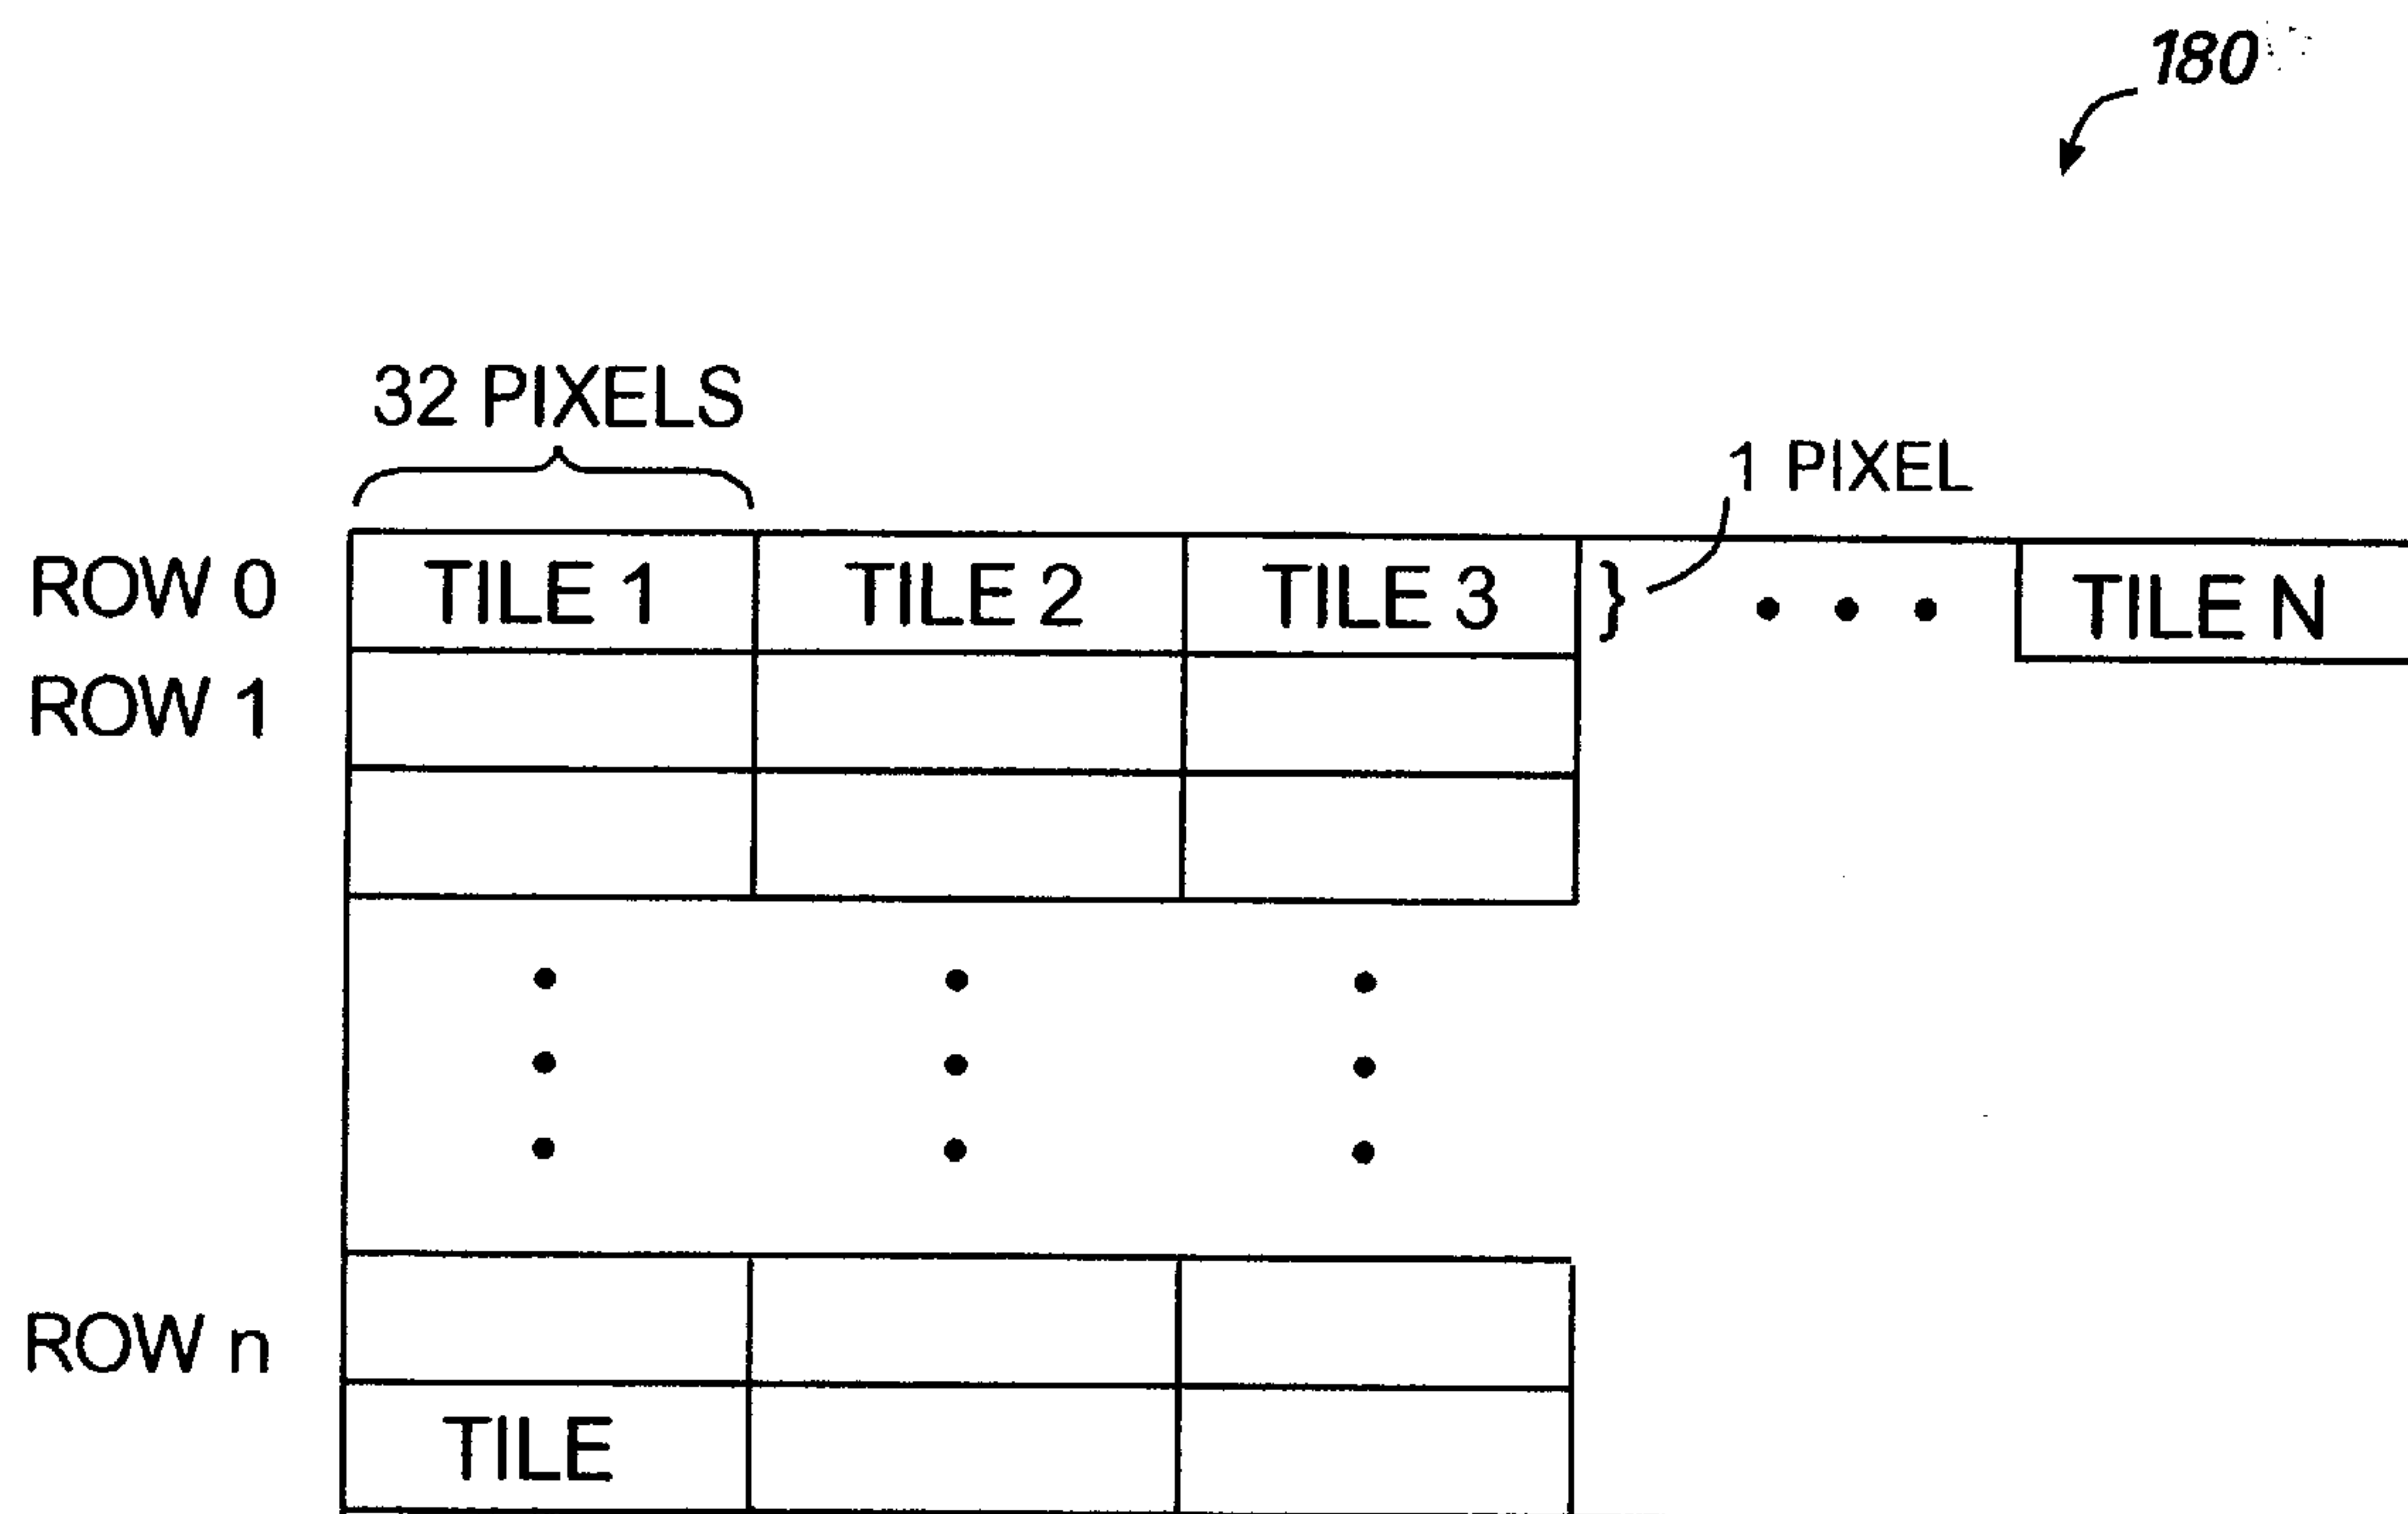 180
32 PIXELS
1 PIXEL
ROW 0 TILE 1 TILE 2 TILE 3 } • • • TILE N
ROW 1
ROW n
TILE